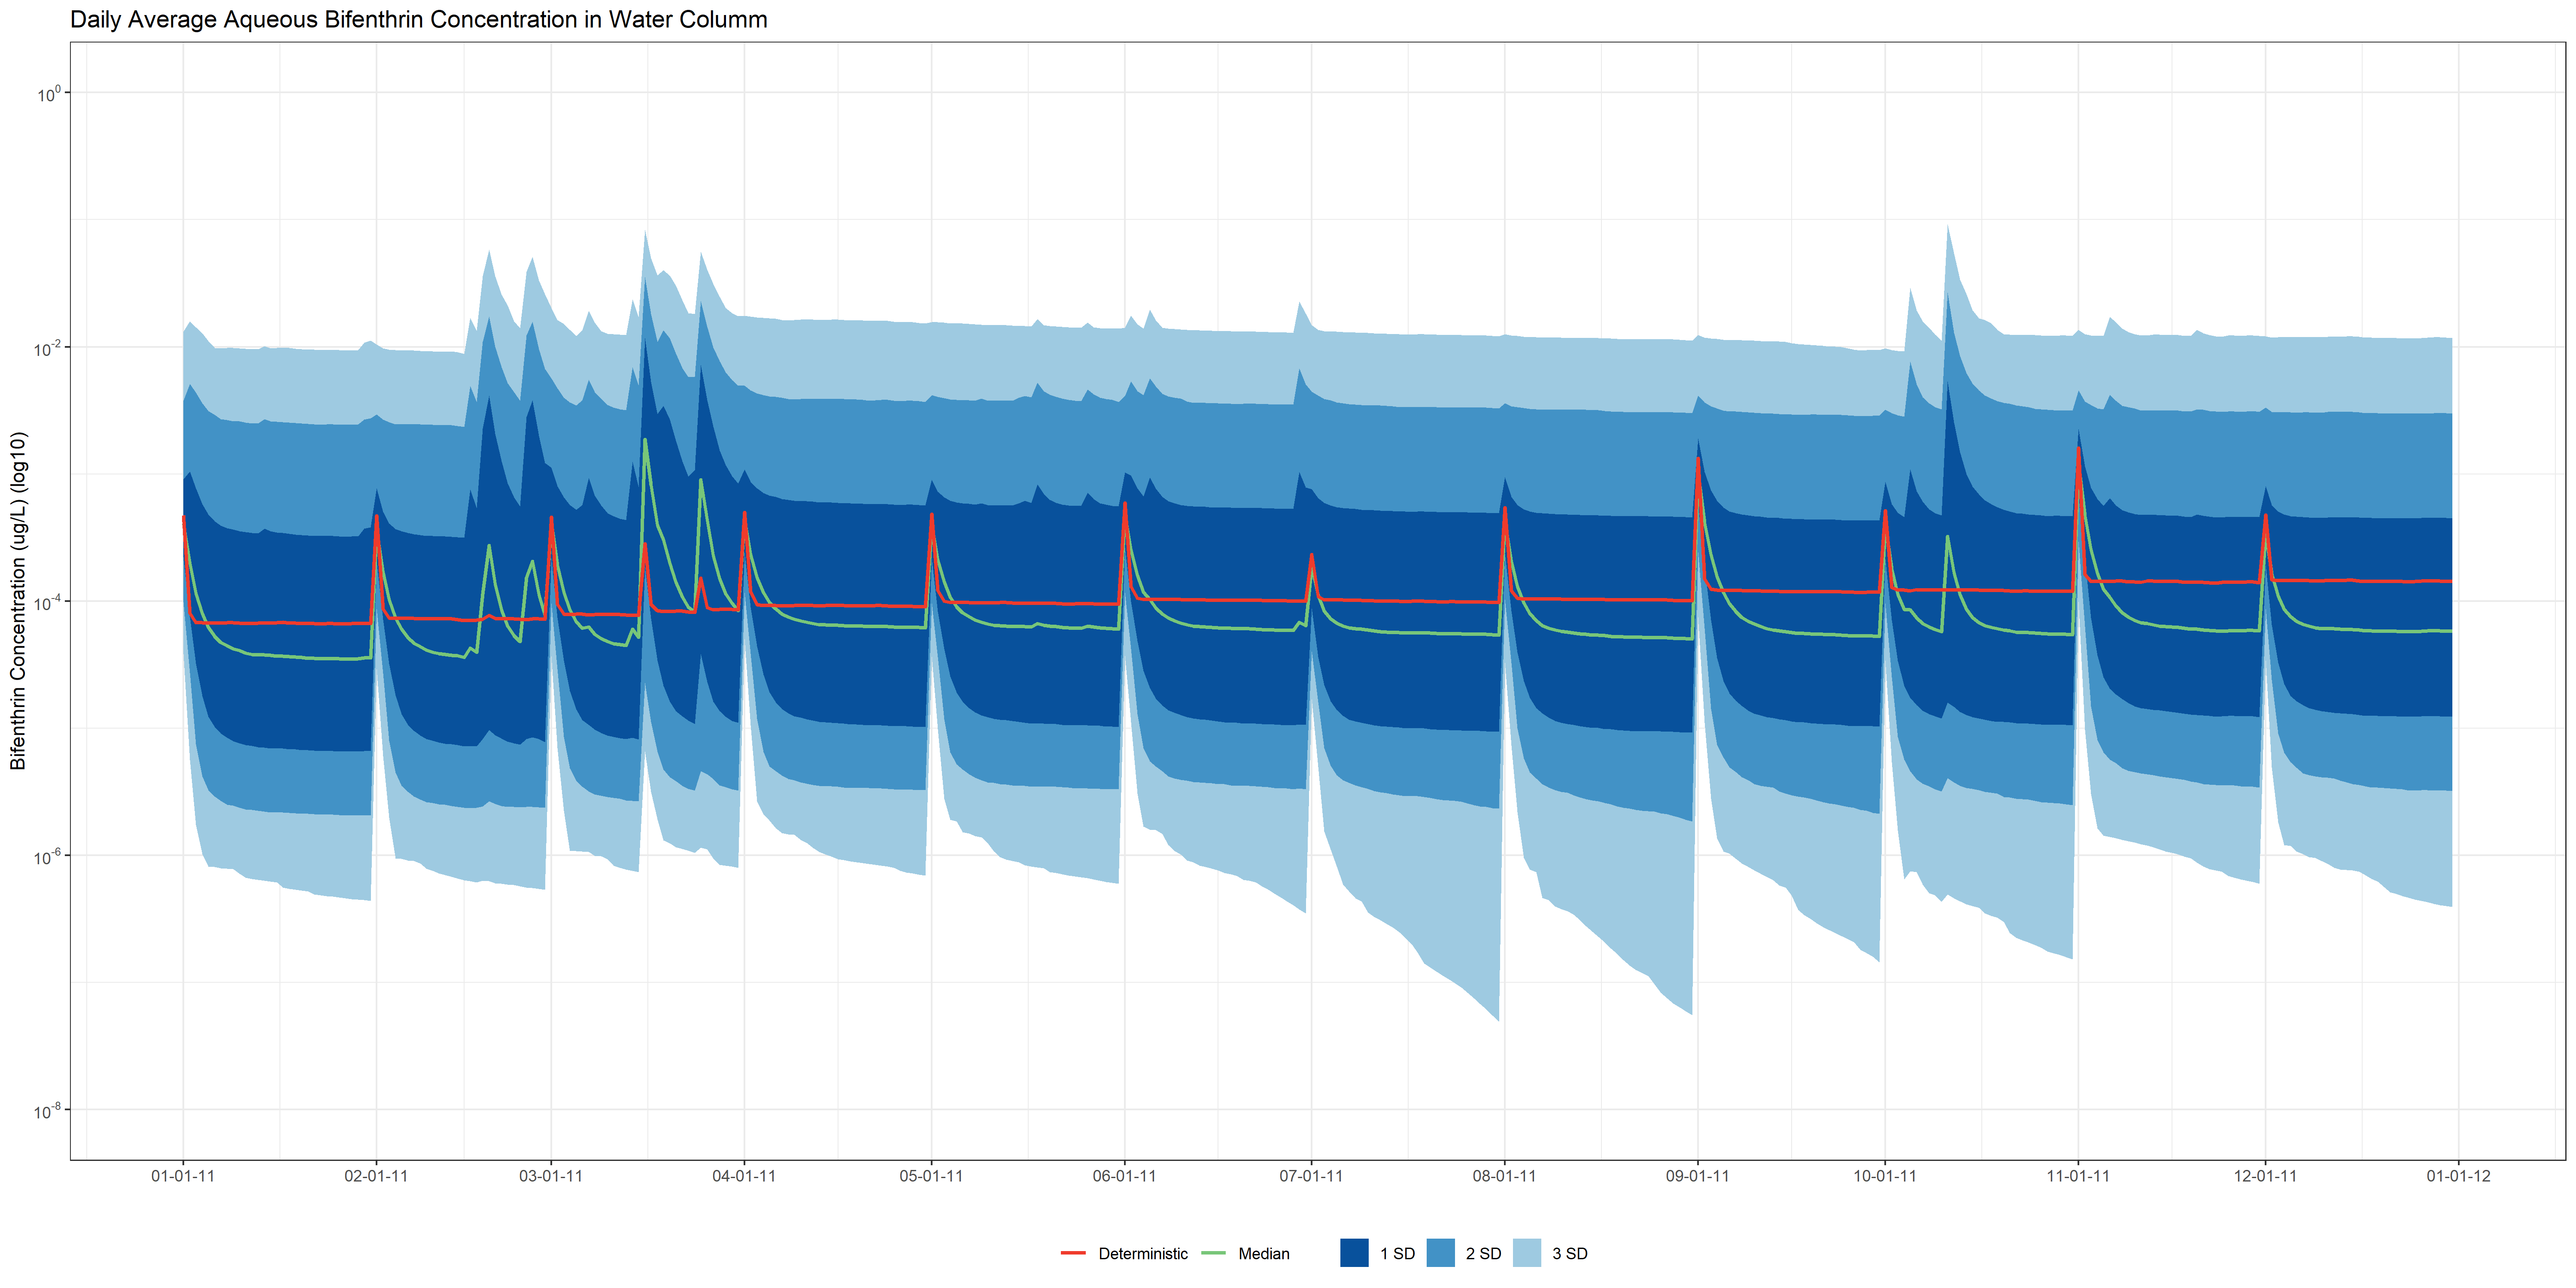 Daily Average Aqueous Bifenthrin Concentration in Water Columm
Bifenthrin Concentration (ug/L) (log10)
10^0
10^-2
10^-4
10^-6
10^-8
01-01-11 02-01-11 03-01-11 04-01-11 05-01-11 06-01-11 07-01-11 08-01-11 09-01-11 10-01-11 11-01-11 12-01-11 01-01-12
Deterministic Median 1 SD 2 SD 3 SD